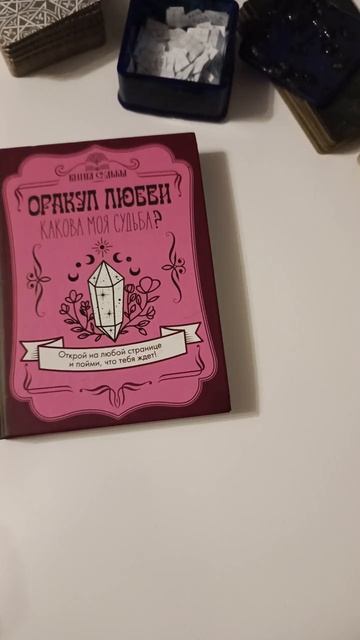 КНИГА СУДЬБЫ
ОРАКУЛ ЛЮБВИ
КАКОВА МОЯ СУДЬБА?
Открой на любой странице
и пойми, что тебя ждет!